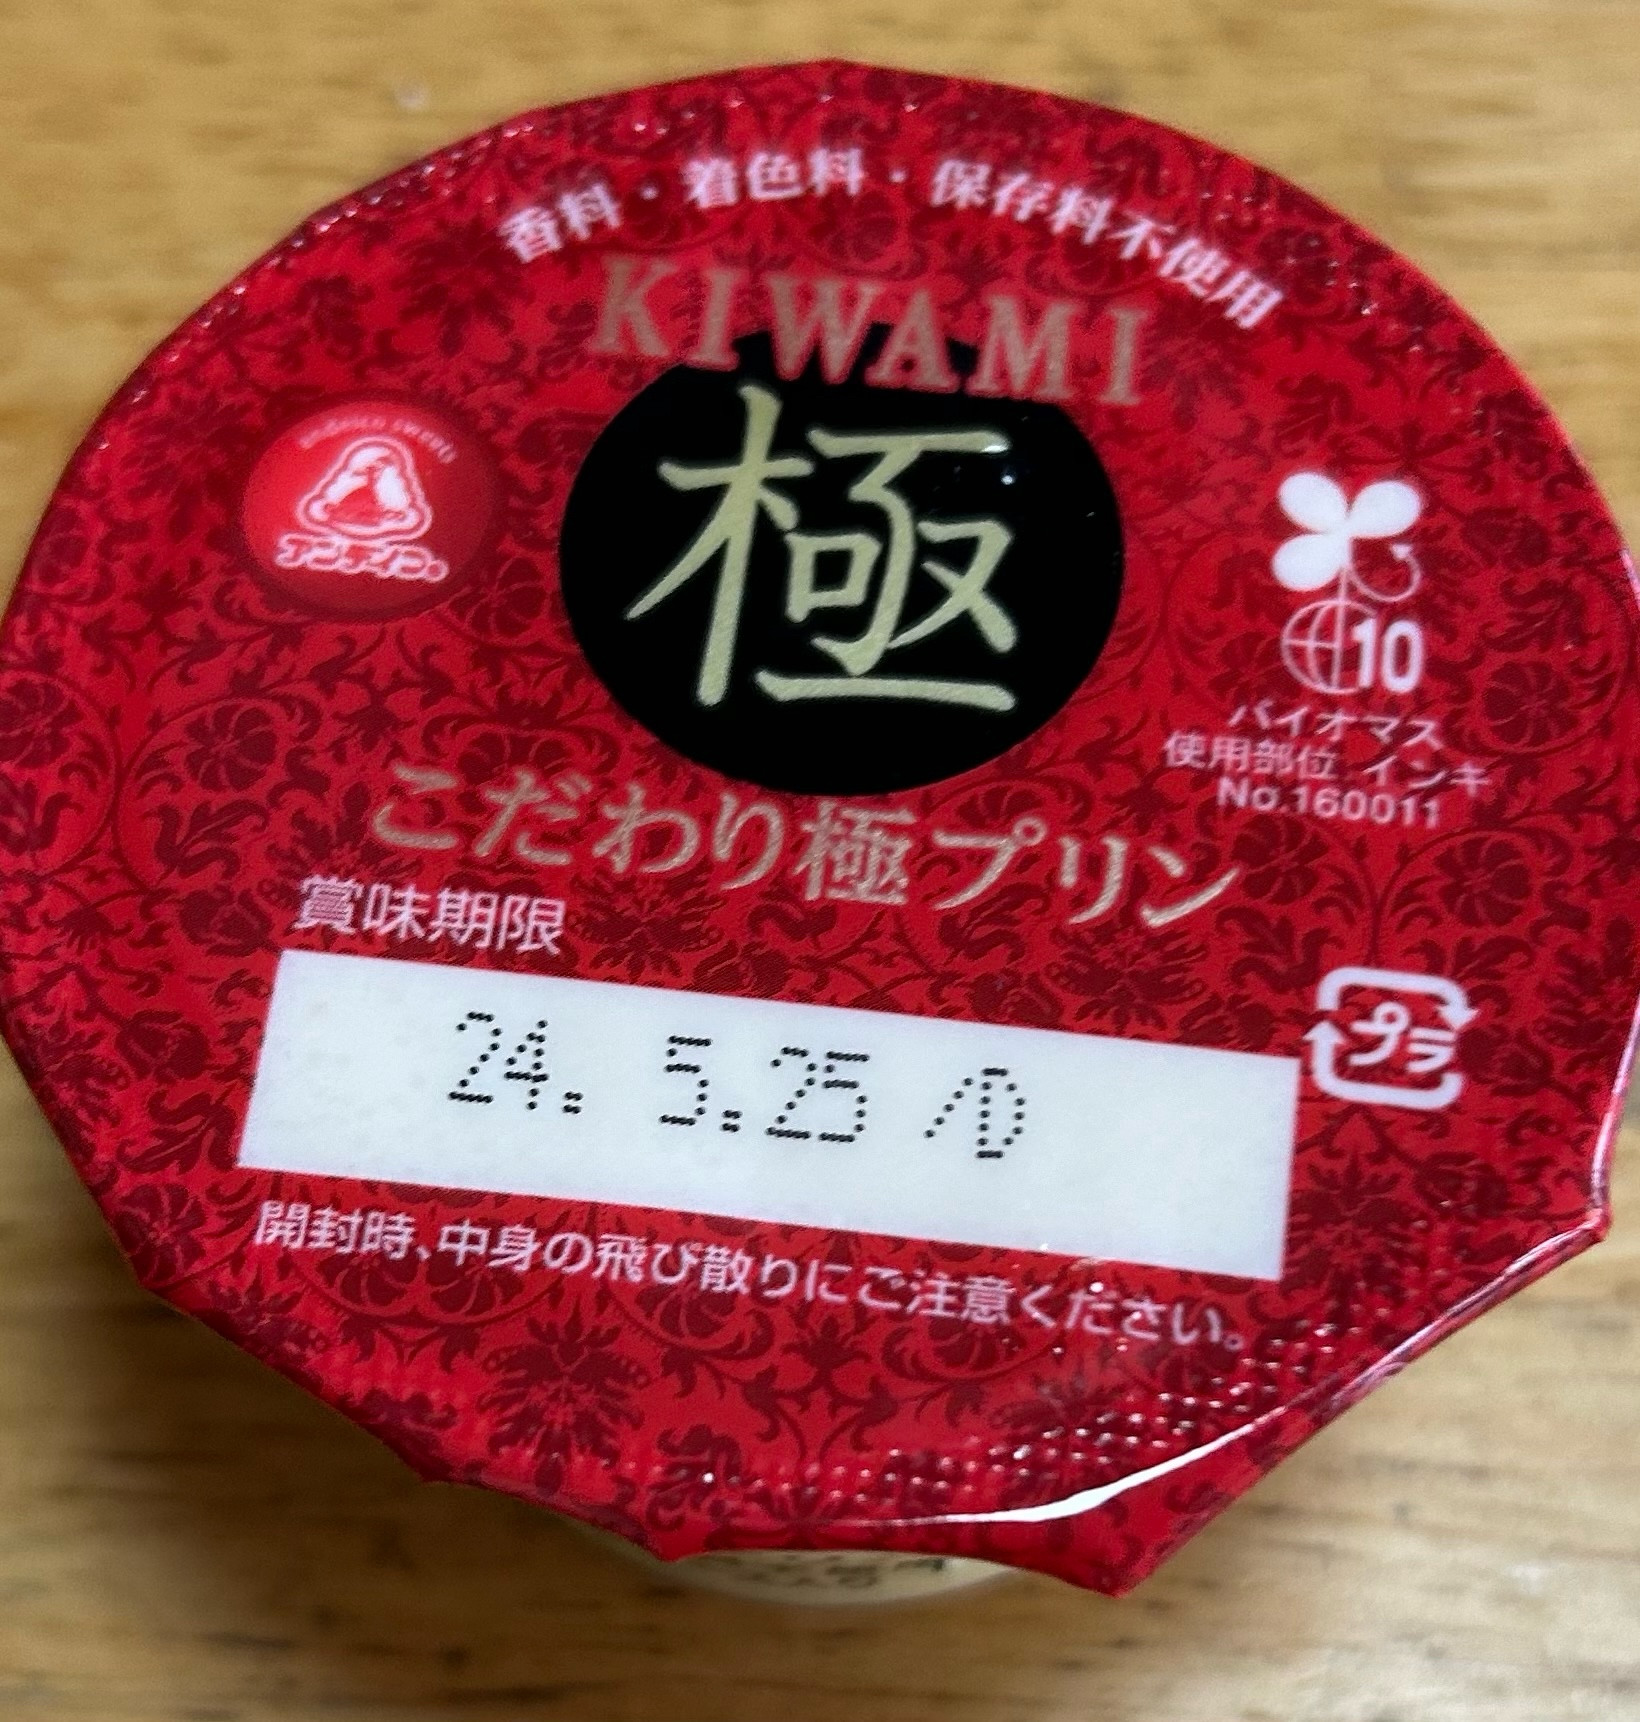 香料・着色料・保存料不使用
KIWAMI
極
アンデイコ
10
バイオマス
使用部位 インキ
No.160011
こだわり極プリン
賞味期限
24. 5.25 /D
プラ
開封時、中身の飛び散りにご注意ください。